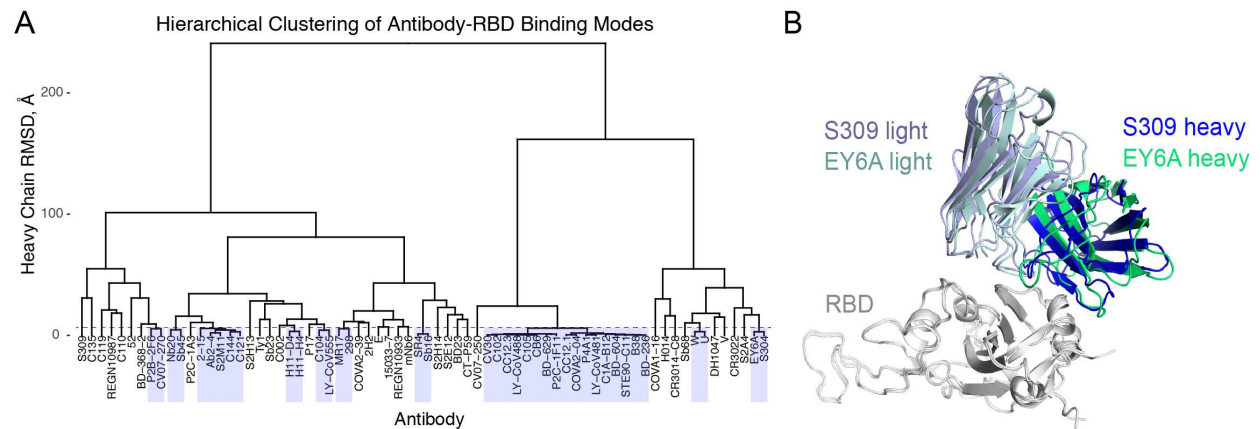 A
Hierarchical Clustering of Antibody-RBD Binding Modes
Heavy Chain RMSD, Å
200
100
0
S309
C135
C119
REGN10987
C110
52
BD-368-2
P2B-2F6
CV07-270
Nb20
Sb45
P2C-1A3
2-15
Ab2-4
S2M11
C144
C121
S2H13
Ty1
Sb23
C002
H11-D4
H11-H4
P17
C104
LY-CoV555
MR17
298
COVA2-39
2H2
E
15033-7
REGN10933
mNb6
SR4
Sb16
S2H14
S2E12
BD23
CT-P59
CV07-250
CV30
C102
CC12.3
LY-CoV488
CB6
C105
BD-629
P2C-1F11
CC12.1
COVA2-04
P4A1
LY-CoV481
C1A-B12
BD-604
STE90-C11
B38
BD-236
COVA1-16
H014
CR3014-C8
Sb68
W
U
DH1047
V
CR3022
S2A4
EY6A
S304
Antibody
B
S309 light
EY6A light
S309 heavy
EY6A heavy
RBD